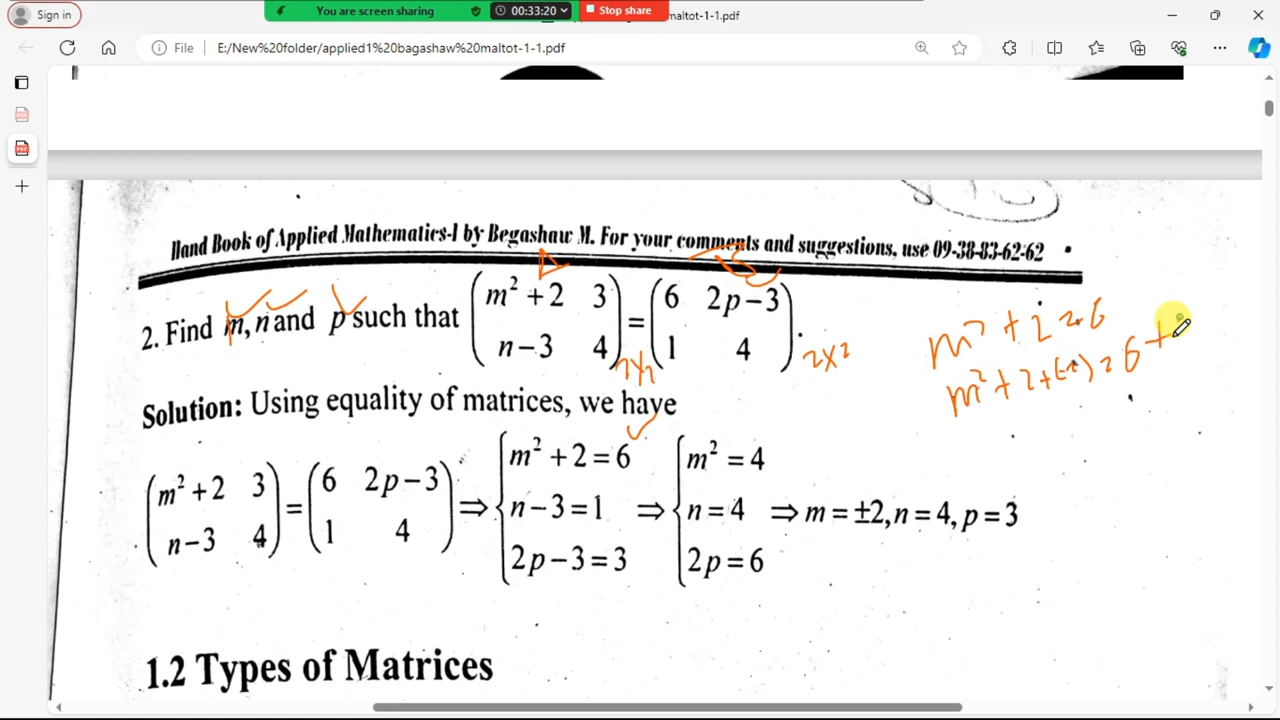 Sign in
You are screen sharing 00:33:20 Stop share maltot-1-1.pdf
File E:/New%20folder/applied1%20bagashaw%20maltot-1-1.pdf
Hand Book of Applied Mathematics-I by Begashaw M. For your comments and suggestions, use 09-38-83-62-62
2. Find m, n and p such that (m² + 2 3 n − 3 4) = (6 2p − 3 1 4).
2x2 2x2
m² + 2 = 6
m² + 2 + (-2) = 6 +
Solution: Using equality of matrices, we have
(m² + 2 3 n − 3 4) = (6 2p − 3 1 4) ⇒ { m² + 2 = 6 n − 3 = 1 2p − 3 = 3 ⇒ { m² = 4 n = 4 2p = 6 ⇒ m = ±2, n = 4, p = 3
1.2 Types of Matrices